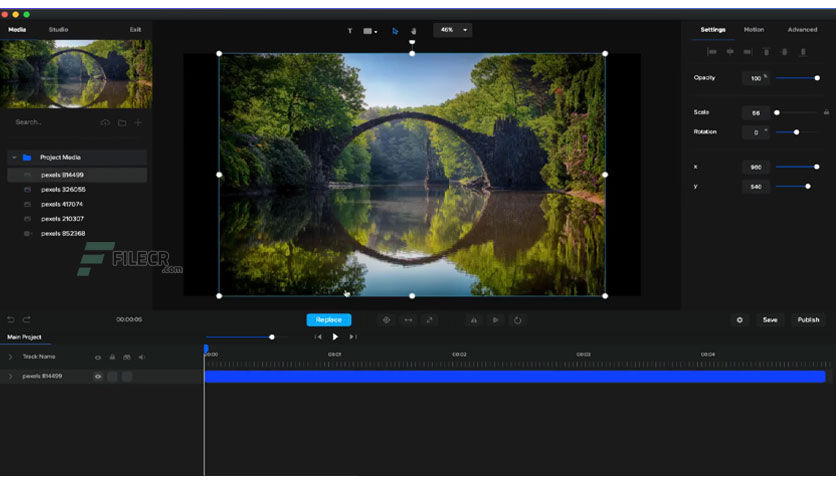 Media Studio Exit
T 46%
Settings Motion Advanced
Search..
Opacity 100 %
Scale 66
Rotation 0 °
x 960
y 540
Project Media
pexels 814499
pexels 326055
pexels 417074
pexels 210307
pexels 852368
FILECR
.com
00:00:05
Replace
Save
Publish
Main Project
Track Name
00:00 00:01 00:02 00:03 00:04
pexels 814499